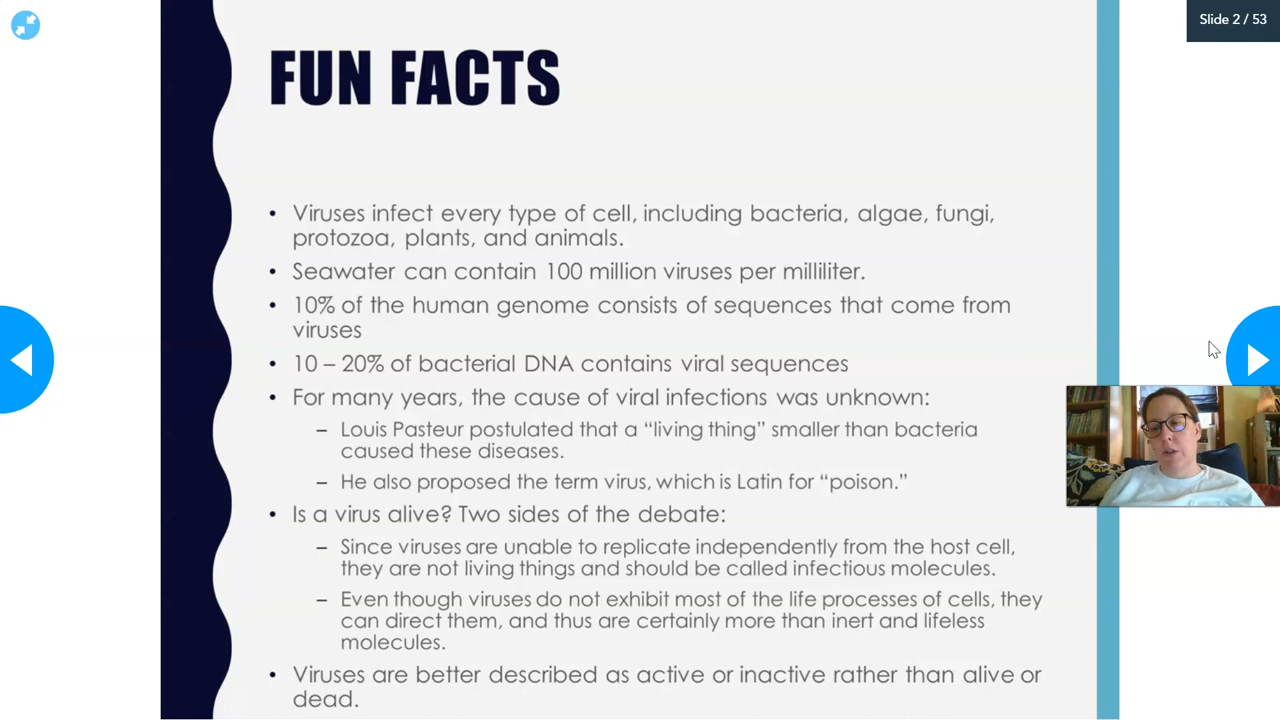 Slide 2 / 53
FUN FACTS
• Viruses infect every type of cell, including bacteria, algae, fungi,
protozoa, plants, and animals.
• Seawater can contain 100 million viruses per milliliter.
• 10% of the human genome consists of sequences that come from
viruses
• 10 – 20% of bacterial DNA contains viral sequences
• For many years, the cause of viral infections was unknown:
– Louis Pasteur postulated that a “living thing” smaller than bacteria
caused these diseases.
– He also proposed the term virus, which is Latin for “poison.”
• Is a virus alive? Two sides of the debate:
– Since viruses are unable to replicate independently from the host cell,
they are not living things and should be called infectious molecules.
– Even though viruses do not exhibit most of the life processes of cells, they
can direct them, and thus are certainly more than inert and lifeless
molecules.
• Viruses are better described as active or inactive rather than alive or
dead.